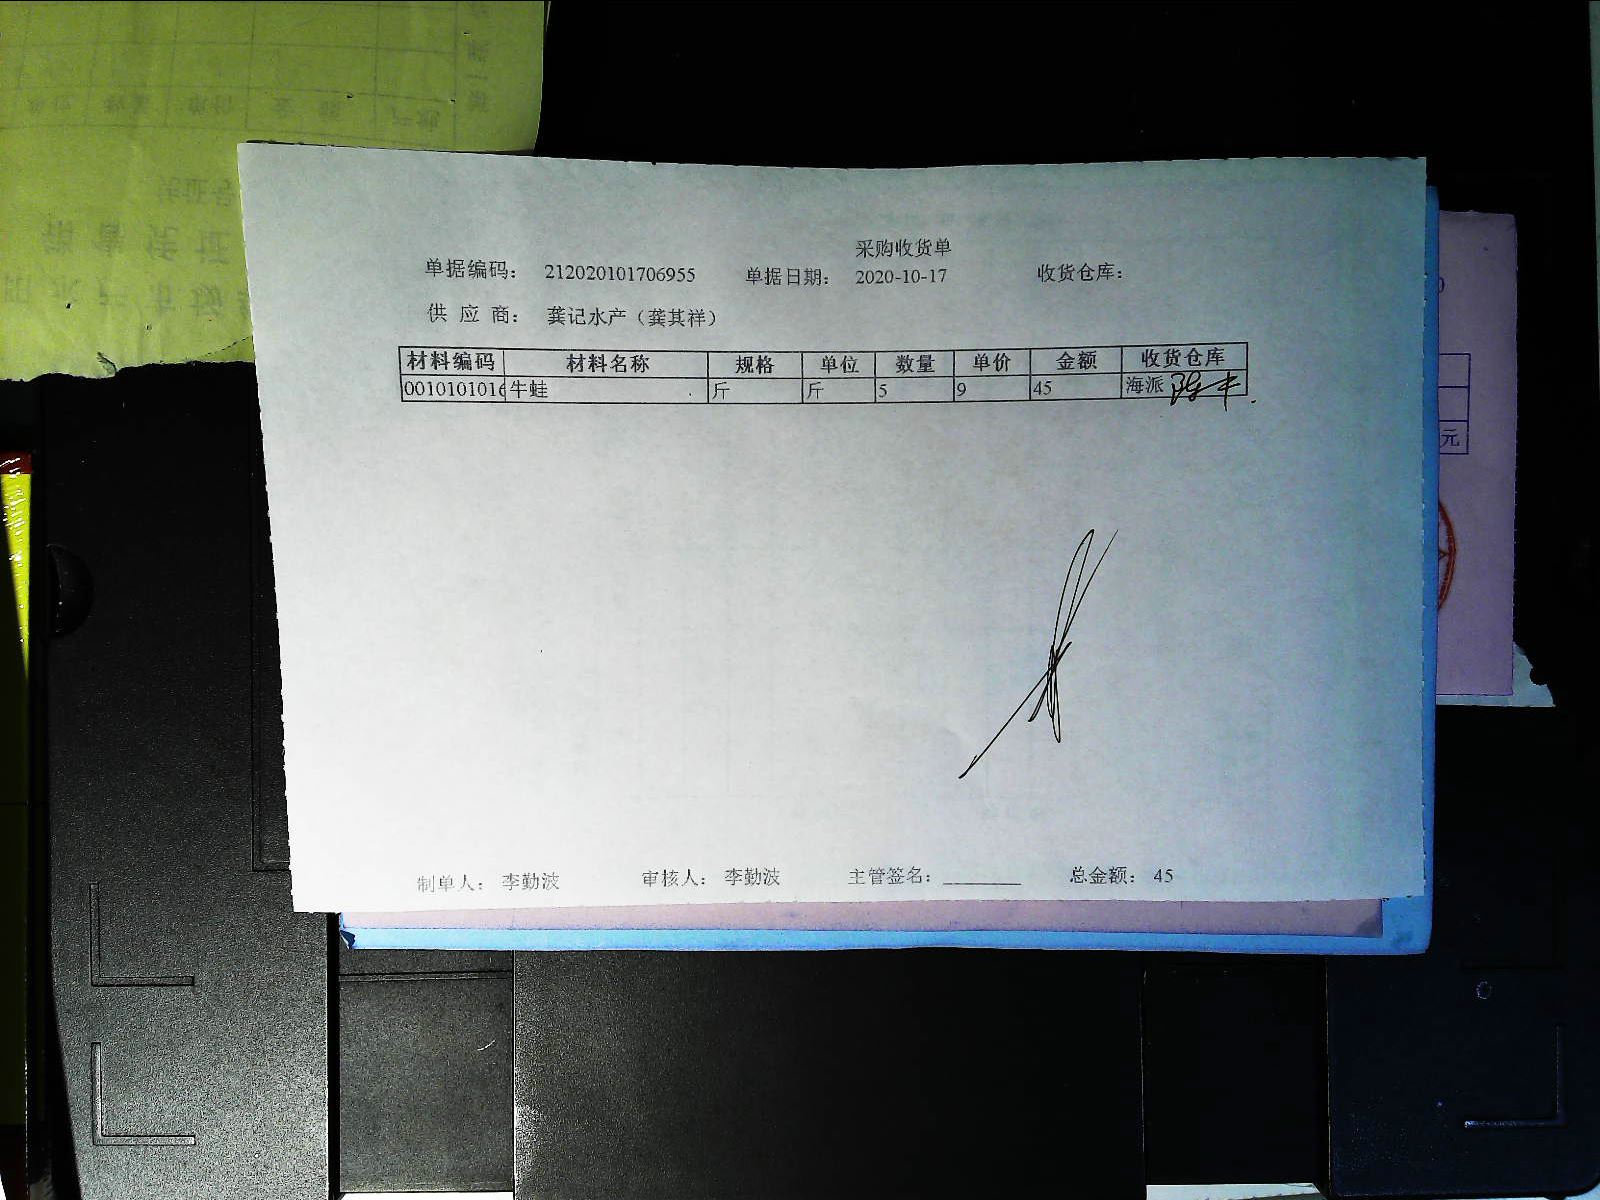 采购收货单
单据编码： 212020101706955 单据日期： 2020-10-17 收货仓库：
供 应 商： 龚记水产（龚其祥）
材料编码 材料名称 规格 单位 数量 单价 金额 收货仓库
0010101016 牛蛙 斤 斤 5 9 45 海派
制单人： 李勤波 审核人： 李勤波 主管签名：________ 总金额： 45
元